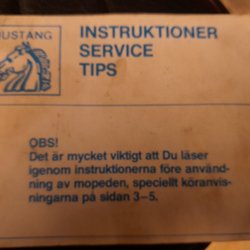 MUSTANG
INSTRUKTIONER
SERVICE
TIPS
OBS!
Det är mycket viktigt att Du läser
igenom instruktionerna före använd-
ning av mopeden, speciellt köranvis-
ningarna på sidan 3–5.